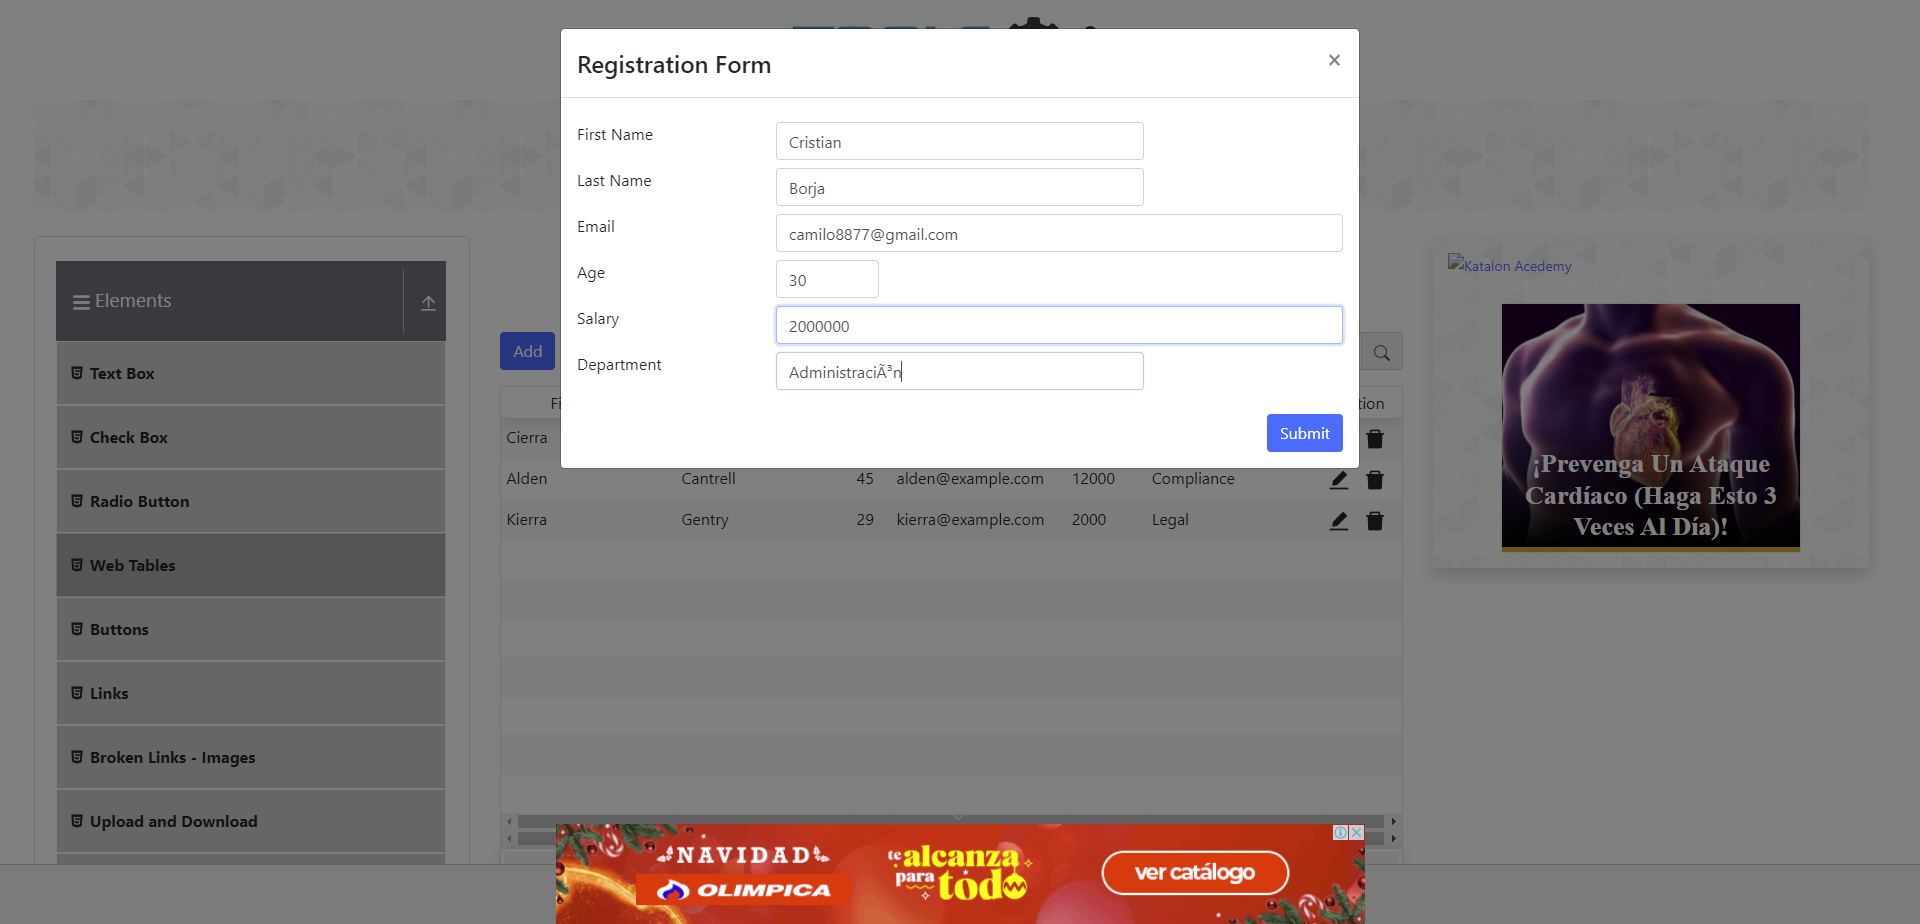 Registration Form
×
First Name
Cristian
Last Name
Borja
Email
camilo8877@gmail.com
Age
30
Salary
2000000
Department
AdministraciÃ³n
Submit
Elements
Text Box
Check Box
Radio Button
Web Tables
Buttons
Links
Broken Links - Images
Upload and Download
Add
Cierra
Alden Cantrell 45 alden@example.com 12000 Compliance
Kierra Gentry 29 kierra@example.com 2000 Legal
Katalon Acedemy
¡Prevenga Un Ataque
Cardíaco (Haga Esto 3
Veces Al Día)!
NAVIDAD
OLIMPICA
te alcanza
para todo
ver catálogo